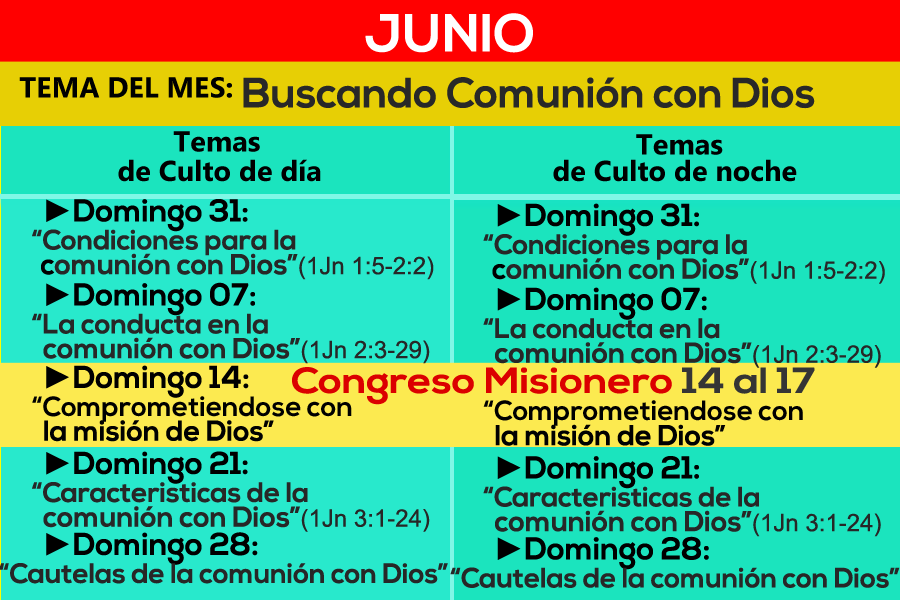 JUNIO
TEMA DEL MES: Buscando Comunión con Dios
Temas
de Culto de día
►Domingo 31:
“Condiciones para la
comunión con Dios”(1Jn 1:5-2:2)
►Domingo 07:
“La conducta en la
comunión con Dios”(1Jn 2:3-29)
►Domingo 14:
Congreso Misionero 14 al 17
“Comprometiendose con
la misión de Dios”
►Domingo 21:
“Caracteristicas de la
comunión con Dios”(1Jn 3:1-24)
►Domingo 28:
“Cautelas de la comunión con Dios”
Temas
de Culto de noche
►Domingo 31:
“Condiciones para la
comunión con Dios”(1Jn 1:5-2:2)
►Domingo 07:
“La conducta en la
comunión con Dios”(1Jn 2:3-29)
“Comprometiendose con
la misión de Dios”
►Domingo 21:
“Caracteristicas de la
comunión con Dios”(1Jn 3:1-24)
►Domingo 28:
“Cautelas de la comunión con Dios”